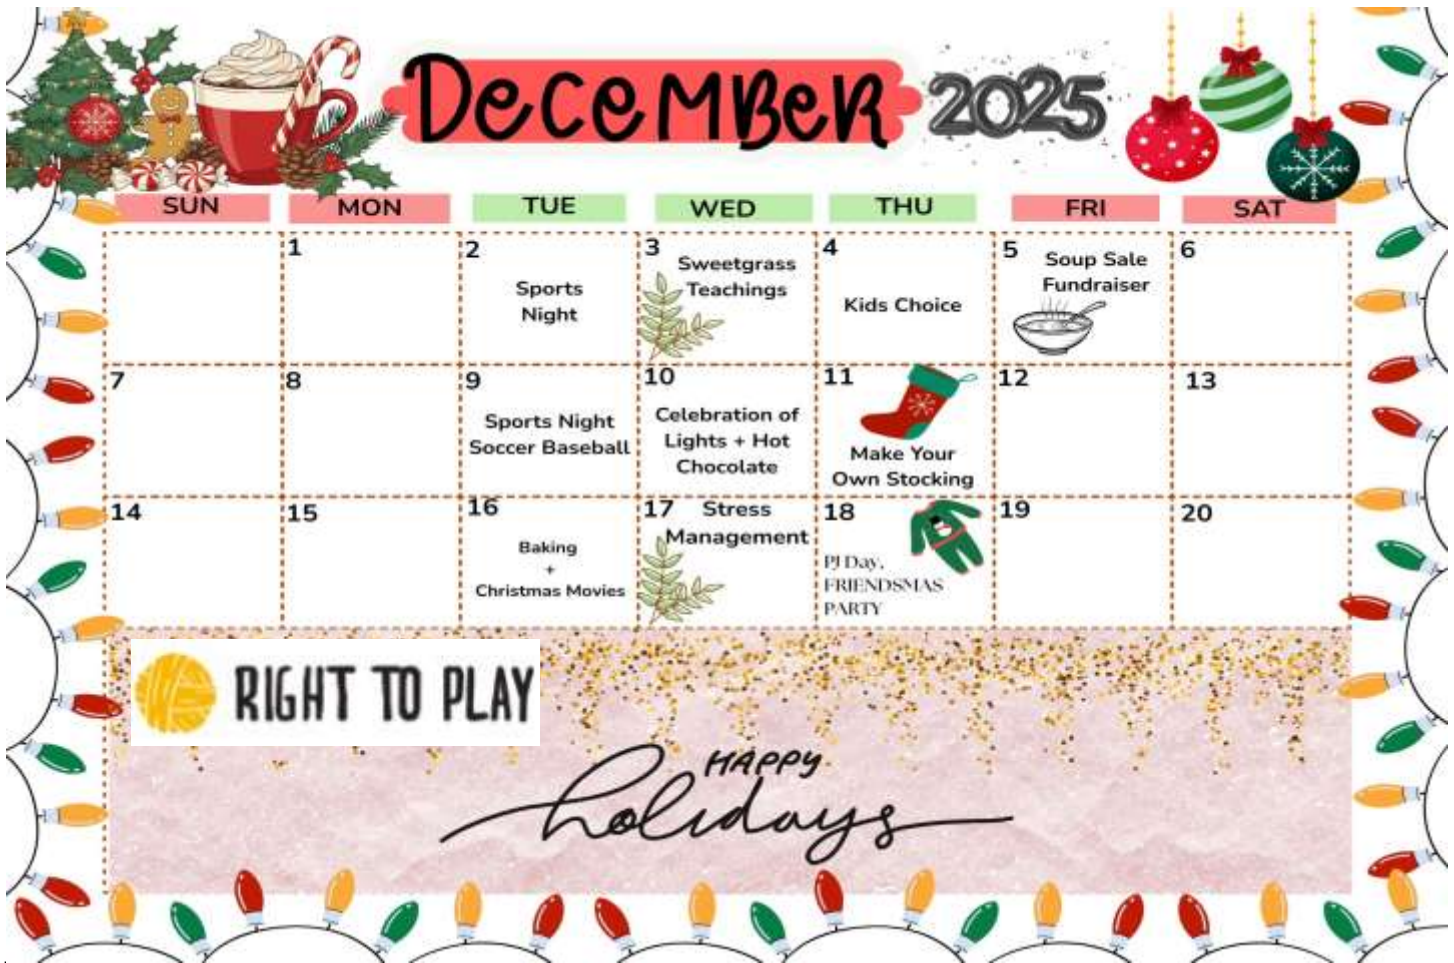 DeCeMBeR 2025
SUN MON TUE WED THU FRI SAT
1
2
Sports
Night
3
Sweetgrass
Teachings
4
Kids Choice
5
Soup Sale
Fundraiser
6
7
8
9
Sports Night
Soccer Baseball
10
Celebration of
Lights + Hot
Chocolate
11
Make Your
Own Stocking
12
13
14
15
16
Baking
+
Christmas Movies
17
Stress
Management
18
PJ Day,
FRIENDSMAS
PARTY
19
20
RIGHT TO PLAY
HAPPY
holidays